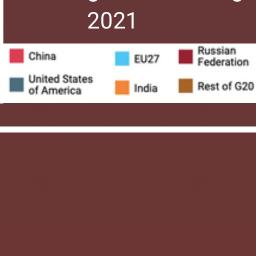 2021
China
EU27
Russian
Federation
United States
of America
India
Rest of G20